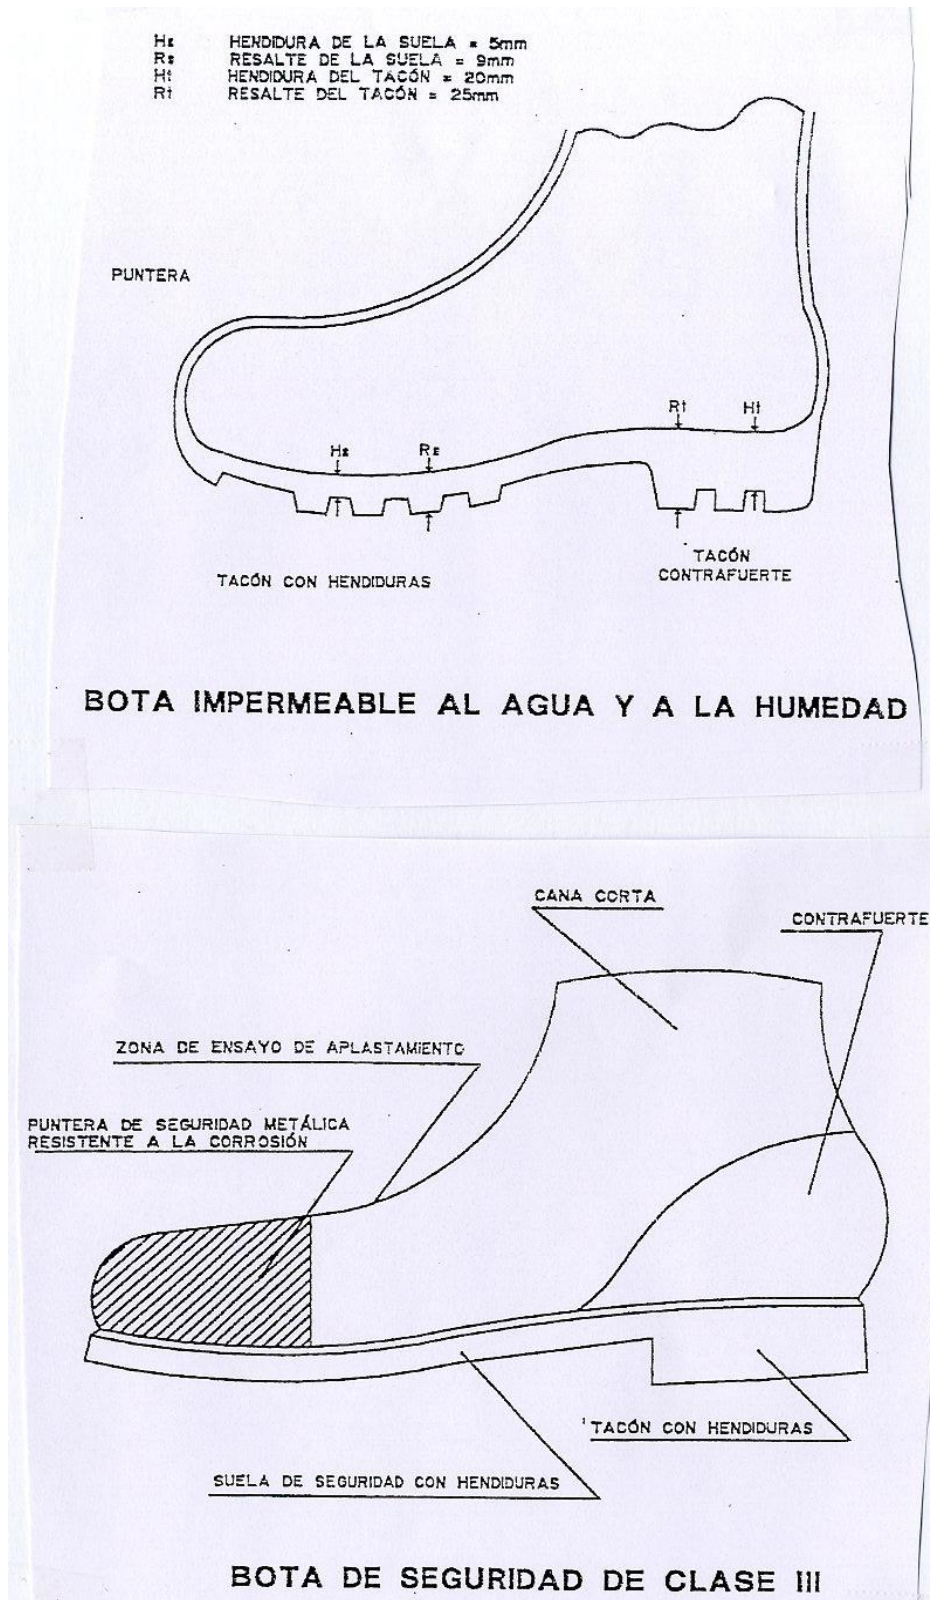 Hs HENDIDURA DE LA SUELA = 5mm
Rs RESALTE DE LA SUELA = 9mm
Ht HENDIDURA DEL TACÓN = 20mm
Rt RESALTE DEL TACÓN = 25mm
PUNTERA
Rt Ht
Hs Rs
TACÓN
CONTRAFUERTE
TACÓN CON HENDIDURAS
BOTA IMPERMEABLE AL AGUA Y A LA HUMEDAD
CANA CORTA
CONTRAFUERTE
ZONA DE ENSAYO DE APLASTAMIENTO
PUNTERA DE SEGURIDAD METÁLICA
RESISTENTE A LA CORROSIÓN
TACÓN CON HENDIDURAS
SUELA DE SEGURIDAD CON HENDIDURAS
BOTA DE SEGURIDAD DE CLASE III